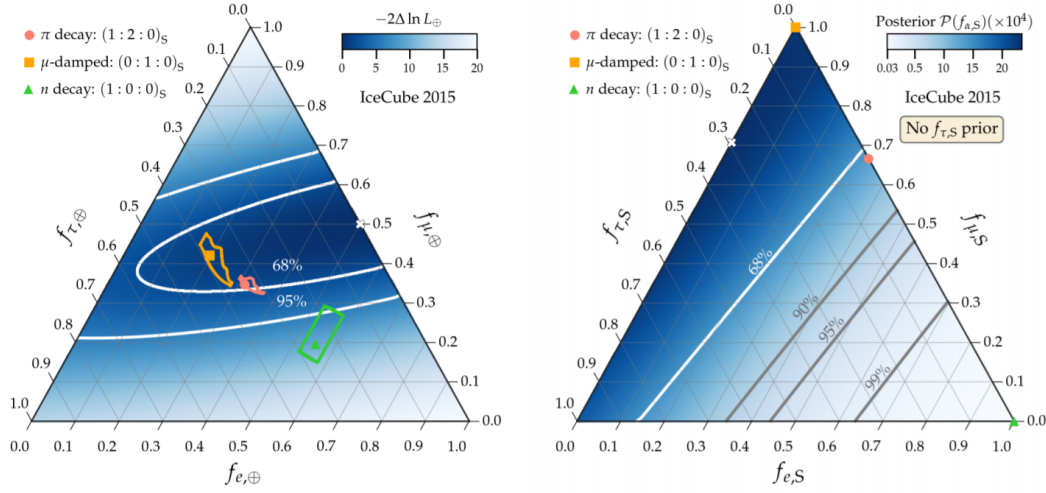 π decay: (1 : 2 : 0)S
μ-damped: (0 : 1 : 0)S
n decay: (1 : 0 : 0)S
−2Δ ln L⊕
0 5 10 15 20
IceCube 2015
0.0
0.1
0.2
0.3
0.4
0.5
0.6
0.7
0.8
0.9
1.0
fτ,⊕
1.0
0.9
0.8
0.7
0.6
0.5
0.4
0.3
0.2
0.1
0.0
fμ,⊕
68%
95%
0.0 0.1 0.2 0.3 0.4 0.5 0.6 0.7 0.8 0.9 1.0
fe,⊕
π decay: (1 : 2 : 0)S
μ-damped: (0 : 1 : 0)S
n decay: (1 : 0 : 0)S
Posterior P(fα,S)(×10⁴)
0.03 0.5 10 20
IceCube 2015
No fτ,S prior
0.0
0.1
0.2
0.3
0.4
0.5
0.6
0.7
0.8
0.9
1.0
fτ,S
1.0
0.9
0.8
0.7
0.6
0.5
0.4
0.3
0.2
0.1
0.0
fμ,S
68%
90%
95%
99%
0.0 0.1 0.2 0.3 0.4 0.5 0.6 0.7 0.8 0.9 1.0
fe,S